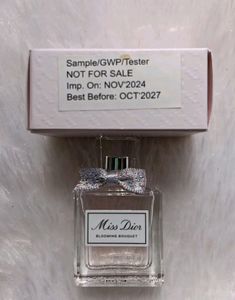 Sample/GWP/Tester
NOT FOR SALE
Imp. On: NOV'2024
Best Before: OCT'2027
Miss Dior
BLOOMING BOUQUET